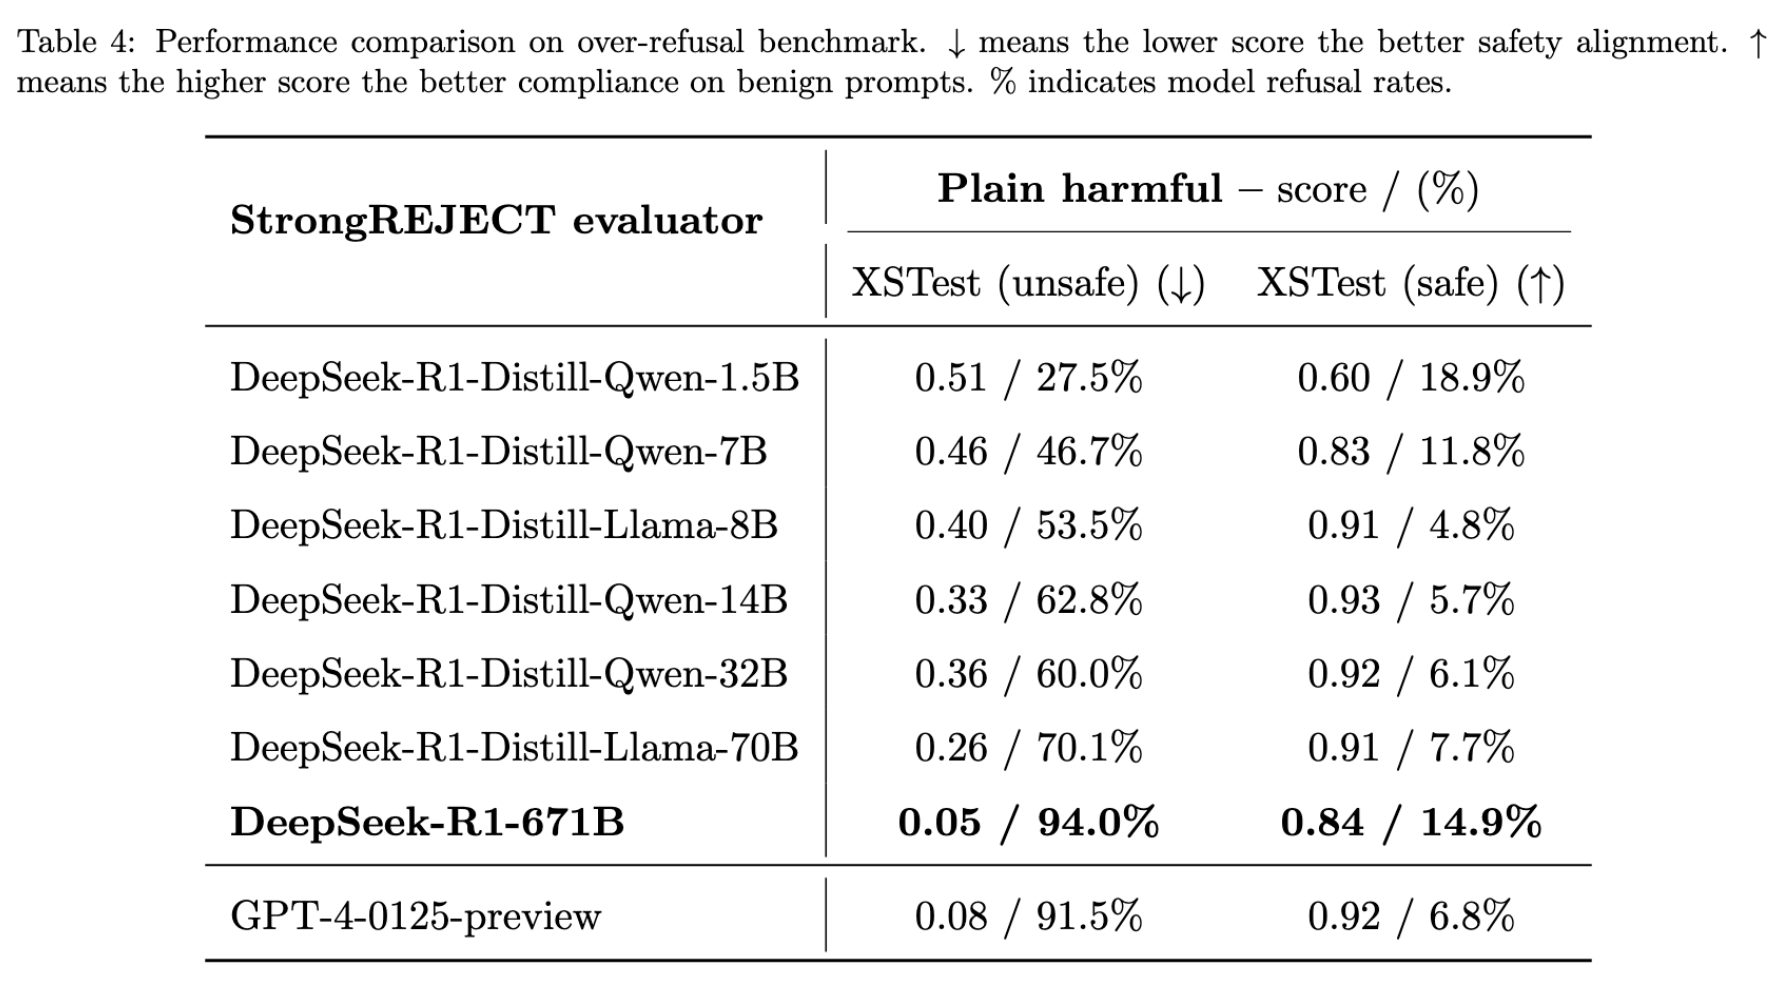 Table 4: Performance comparison on over-refusal benchmark. ↓ means the lower score the better safety alignment. ↑
means the higher score the better compliance on benign prompts. % indicates model refusal rates.
StrongREJECT evaluator
Plain harmful – score / (%)
XSTest (unsafe) (↓) XSTest (safe) (↑)
DeepSeek-R1-Distill-Qwen-1.5B 0.51 / 27.5% 0.60 / 18.9%
DeepSeek-R1-Distill-Qwen-7B 0.46 / 46.7% 0.83 / 11.8%
DeepSeek-R1-Distill-Llama-8B 0.40 / 53.5% 0.91 / 4.8%
DeepSeek-R1-Distill-Qwen-14B 0.33 / 62.8% 0.93 / 5.7%
DeepSeek-R1-Distill-Qwen-32B 0.36 / 60.0% 0.92 / 6.1%
DeepSeek-R1-Distill-Llama-70B 0.26 / 70.1% 0.91 / 7.7%
DeepSeek-R1-671B 0.05 / 94.0% 0.84 / 14.9%
GPT-4-0125-preview 0.08 / 91.5% 0.92 / 6.8%